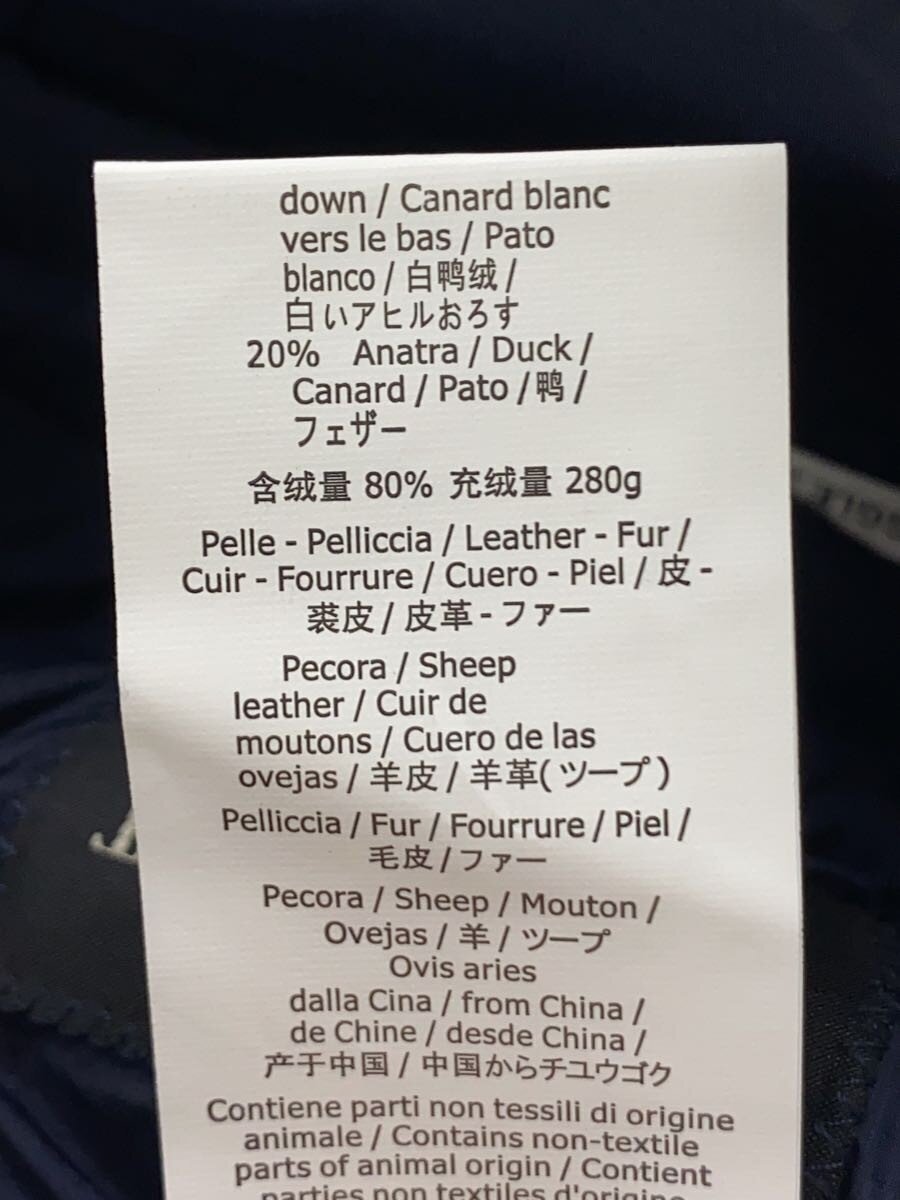 down / Canard blanc
vers le bas / Pato
blanco / 白鸭绒 /
白いアヒルおろす
20% Anatra / Duck /
Canard / Pato / 鸭 /
フェザー
含绒量 80% 充绒量 280g
Pelle - Pelliccia / Leather - Fur /
Cuir - Fourrure / Cuero - Piel / 皮 -
裘皮 / 皮革 - ファー
Pecora / Sheep
leather / Cuir de
moutons / Cuero de las
ovejas / 羊皮 / 羊革(ツープ)
Pelliccia / Fur / Fourrure / Piel /
毛皮 / ファー
Pecora / Sheep / Mouton /
Ovejas / 羊 / ツープ
Ovis aries
dalla Cina / from China /
de Chine / desde China /
产于中国 / 中国からチユウゴク
Contiene parti non tessili di origine
animale / Contains non-textile
parts of animal origin / Contient
parties non textiles d'origine